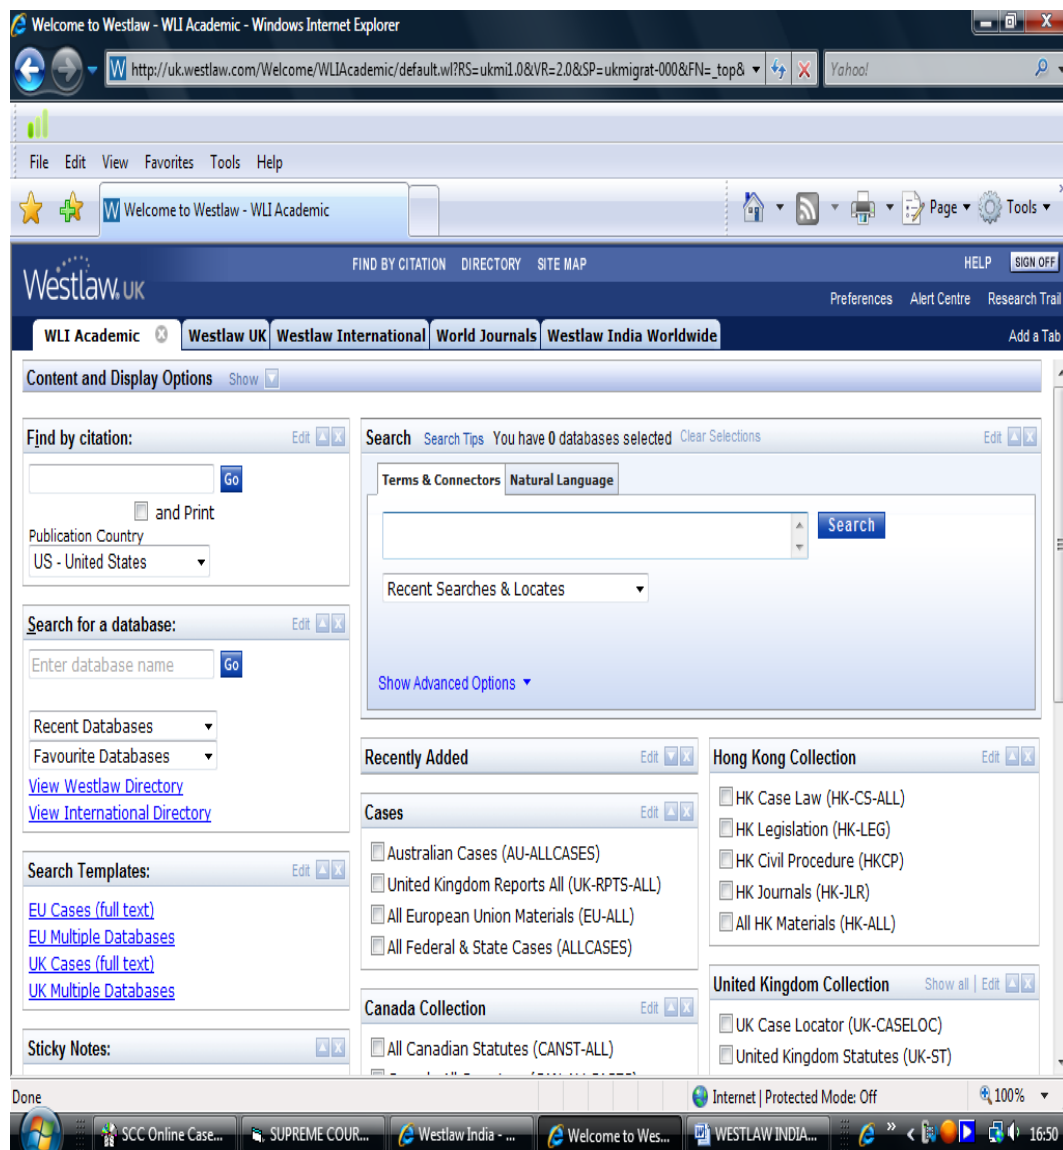 Welcome to Westlaw - WLI Academic - Windows Internet Explorer
http://uk.westlaw.com/Welcome/WLIAcademic/default.wl?RS=ukmi1.0&VR=2.0&SP=ukmigrat-000&FN=_top&
Yahoo!
File Edit View Favorites Tools Help
Welcome to Westlaw - WLI Academic
Page Tools
Westlaw.UK
FIND BY CITATION DIRECTORY SITE MAP
HELP SIGN OFF
Preferences Alert Centre Research Trail
WLI Academic Westlaw UK Westlaw International World Journals Westlaw India Worldwide
Add a Tab
Content and Display Options Show
Find by citation: Edit
Go
and Print
Publication Country
US - United States
Search for a database: Edit
Enter database name Go
Recent Databases
Favourite Databases
View Westlaw Directory
View International Directory
Search Templates: Edit
EU Cases (full text)
EU Multiple Databases
UK Cases (full text)
UK Multiple Databases
Sticky Notes:
Search Search Tips You have 0 databases selected Clear Selections Edit
Terms & Connectors Natural Language
Search
Recent Searches & Locates
Show Advanced Options
Recently Added Edit
Cases Edit
Australian Cases (AU-ALLCASES)
United Kingdom Reports All (UK-RPTS-ALL)
All European Union Materials (EU-ALL)
All Federal & State Cases (ALLCASES)
Canada Collection Edit
All Canadian Statutes (CANST-ALL)
Hong Kong Collection Edit
HK Case Law (HK-CS-ALL)
HK Legislation (HK-LEG)
HK Civil Procedure (HKCP)
HK Journals (HK-JLR)
All HK Materials (HK-ALL)
United Kingdom Collection Show all | Edit
UK Case Locator (UK-CASELOC)
United Kingdom Statutes (UK-ST)
Done
Internet | Protected Mode: Off
100%
SCC Online Case... SUPREME COUR... Westlaw India - ... Welcome to Wes... WESTLAW INDIA... 16:50